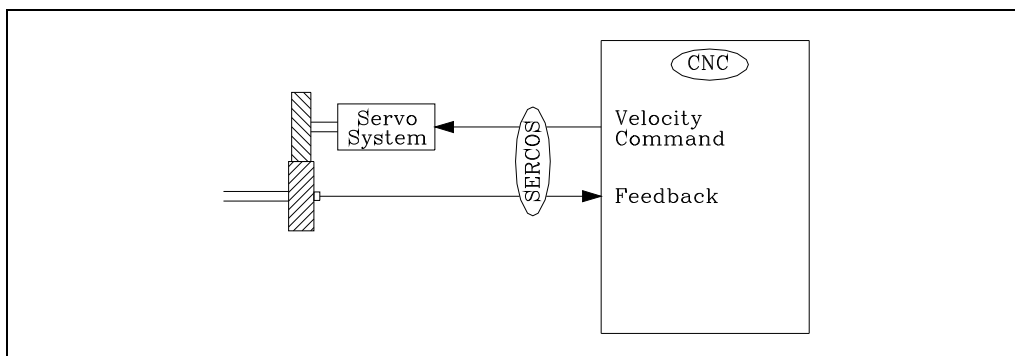 CNC
Servo
System
Velocity
Command
SERCOS
Feedback